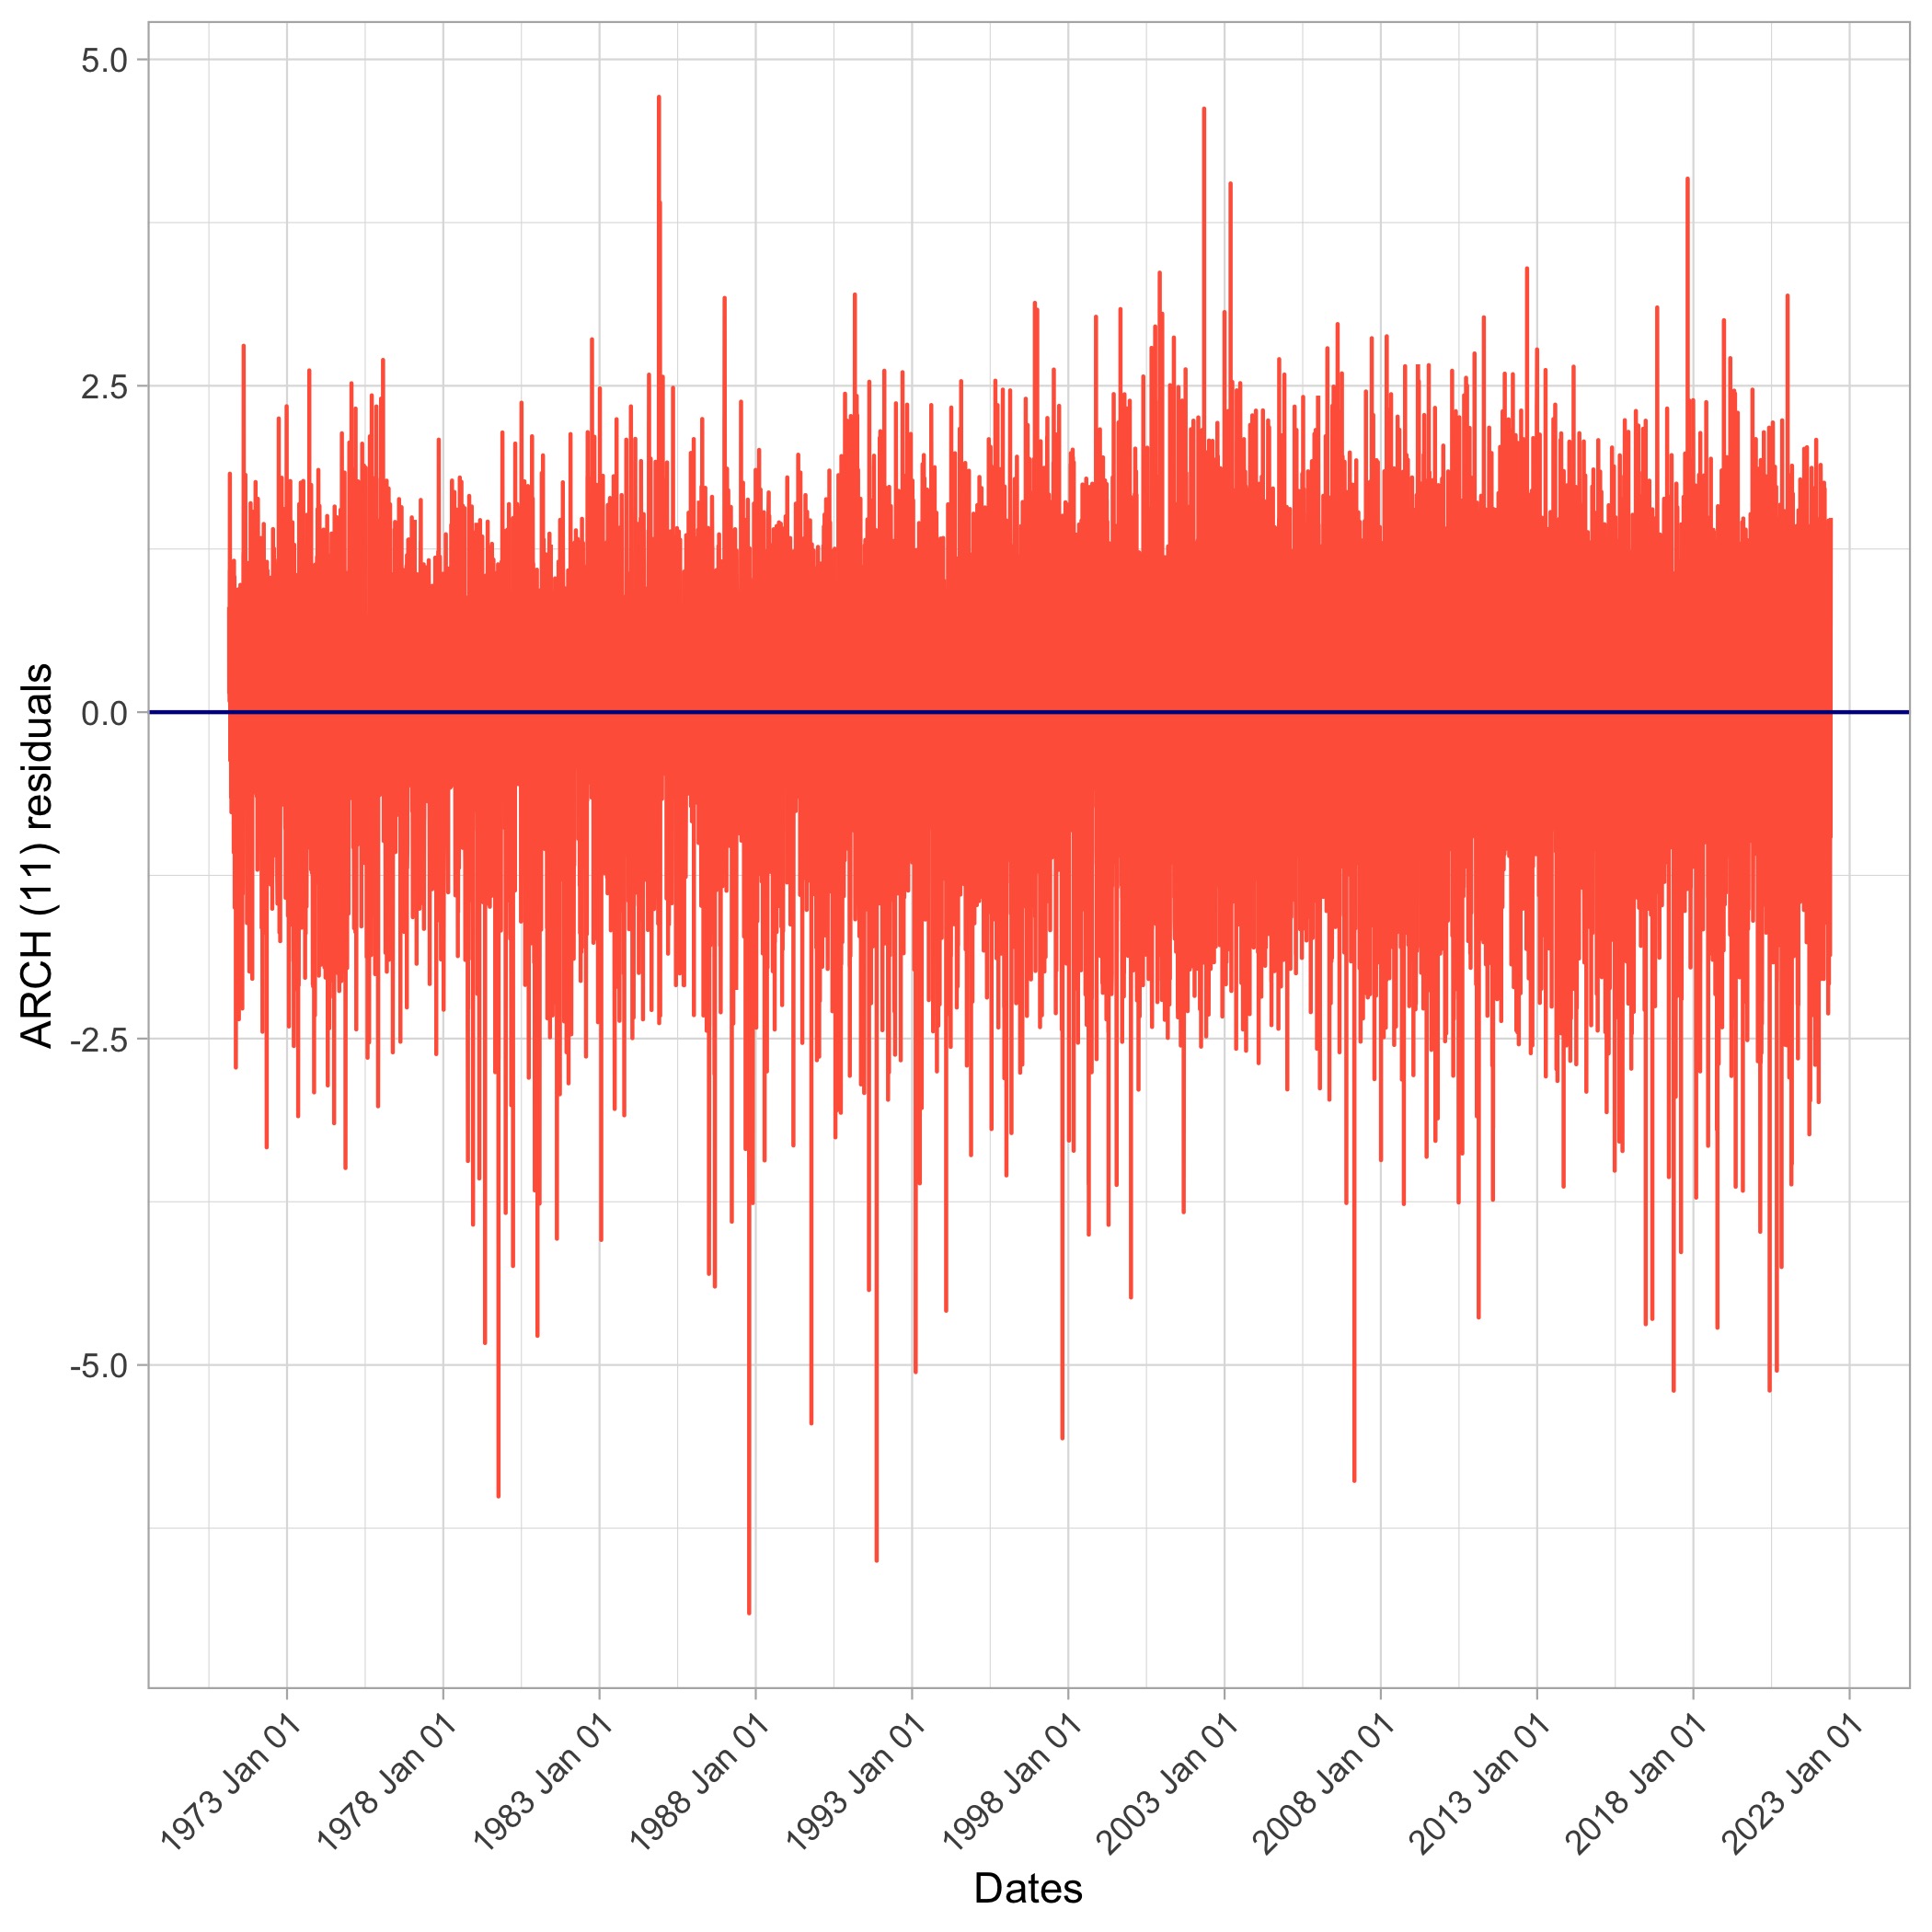 5.0
2.5
0.0
-2.5
-5.0
ARCH (11) residuals
1973 Jan 01
1978 Jan 01
1983 Jan 01
1988 Jan 01
1993 Jan 01
1998 Jan 01
2003 Jan 01
2008 Jan 01
2013 Jan 01
2018 Jan 01
2023 Jan 01
Dates